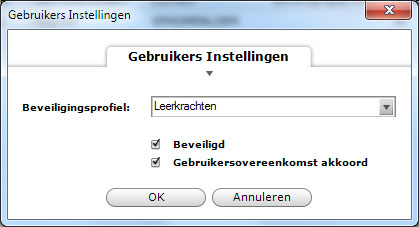 Gebruikers Instellingen
Gebruikers Instellingen
Beveiligingsprofiel: Leerkrachten
Beveiligd
Gebruikersovereenkomst akkoord
OK Annuleren